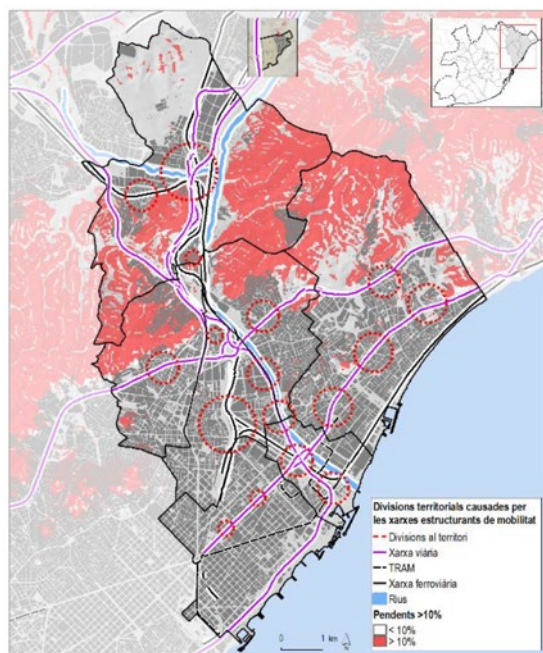 Divisions territorials causades per
les xarxes estructurants de mobilitat
Divisions al territori
Xarxa viària
TRAM
Xarxa ferroviària
Rius
Pendents >10%
< 10%
> 10%
0 1 km